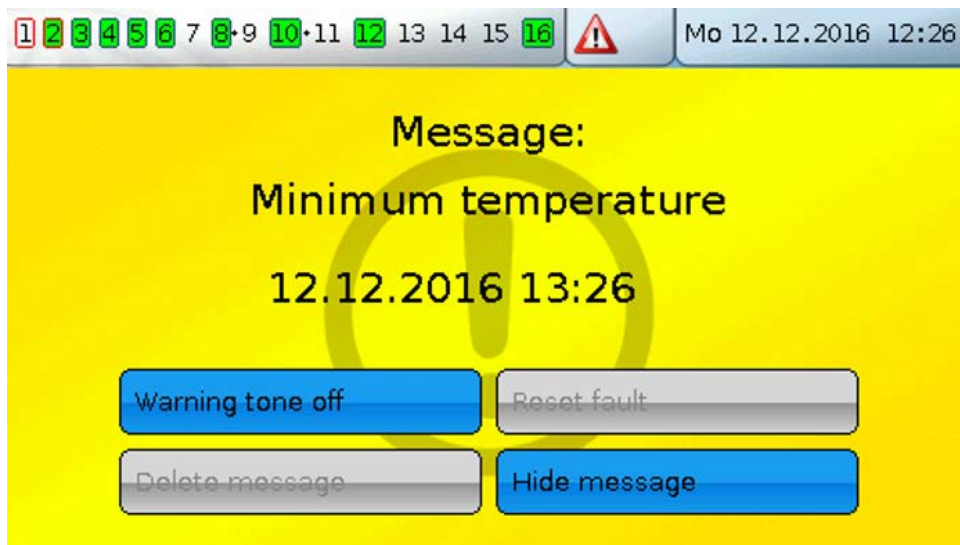 1 2 3 4 5 6 7 8·9 10·11 12 13 14 15 16 Mo 12.12.2016 12:26
Message:
Minimum temperature
12.12.2016 13:26
Warning tone off Reset fault
Delete message Hide message